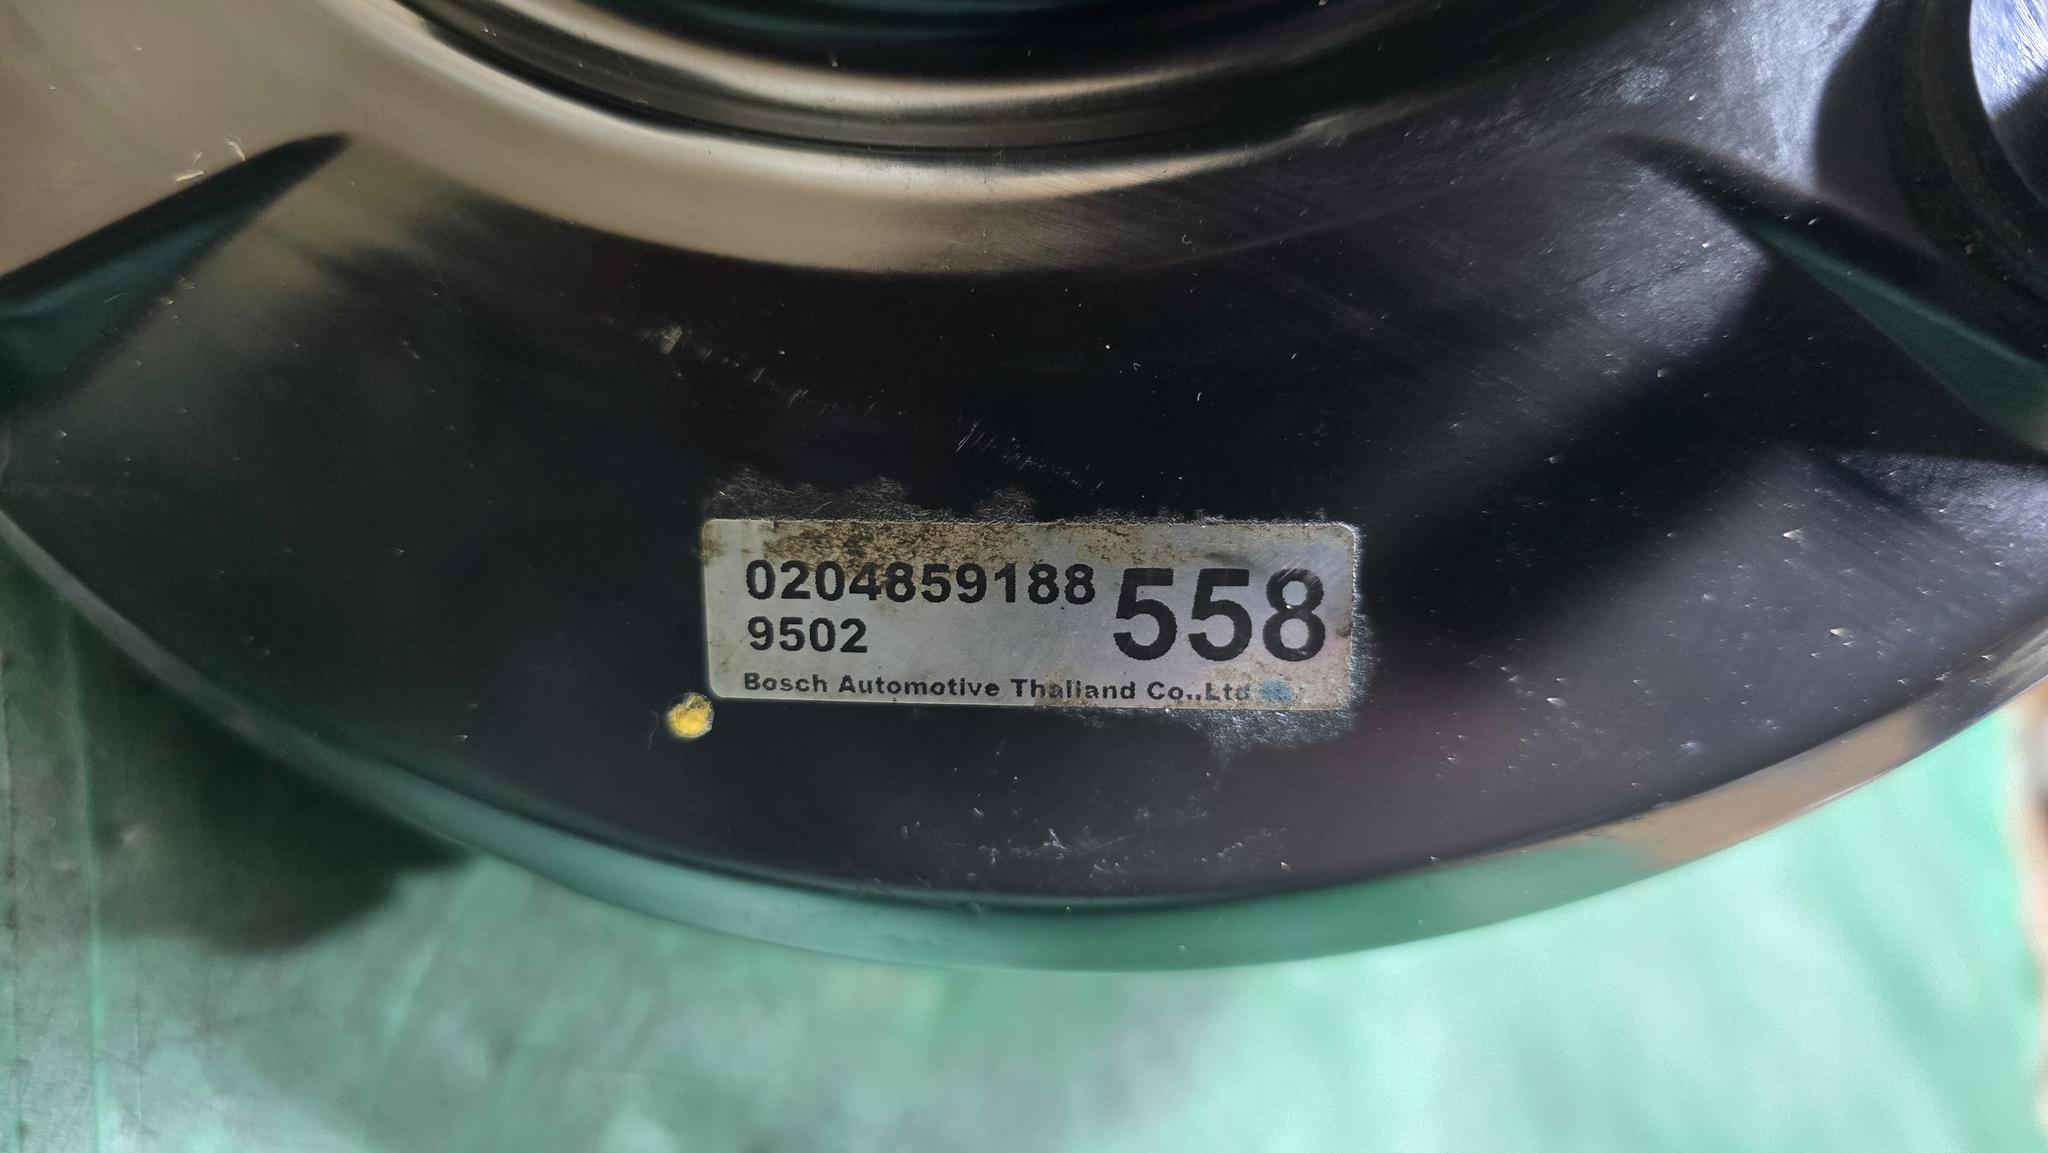 0204859188 558
9502
Bosch Automotive Thailand Co.,Ltd